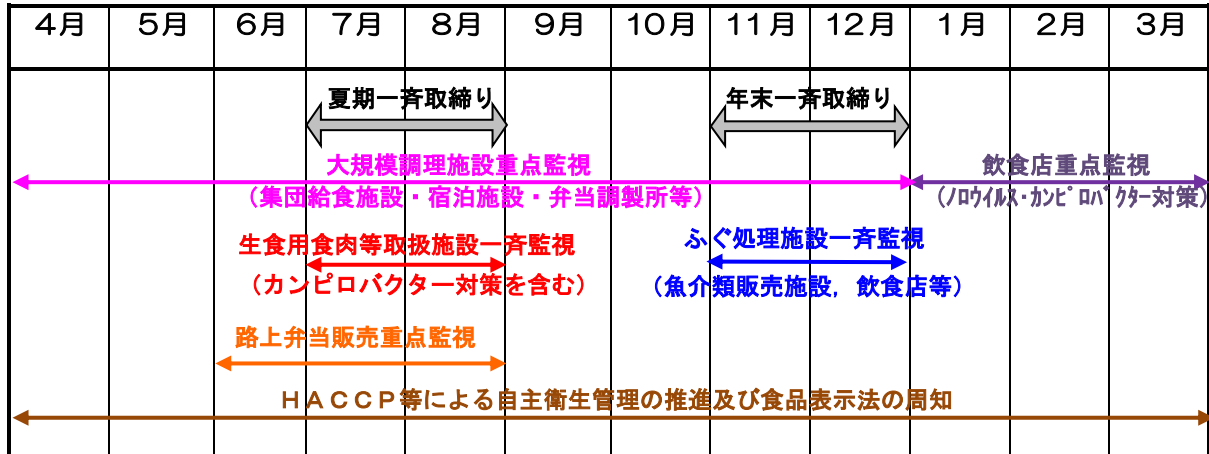 4月 5月 6月 7月 8月 9月 10月 11月 12月 1月 2月 3月
夏期一斉取締り 年末一斉取締り
大規模調理施設重点監視 飲食店重点監視
(集団給食施設・宿泊施設・弁当調製所等) (ﾉﾛｳｲﾙｽ・ｶﾝﾋﾟﾛﾊﾞｸﾀｰ対策)
生食用食肉等取扱施設一斉監視 ふぐ処理施設一斉監視
(カンピロバクター対策を含む) (魚介類販売施設，飲食店等)
路上弁当販売重点監視
ＨＡＣＣＰ等による自主衛生管理の推進及び食品表示法の周知